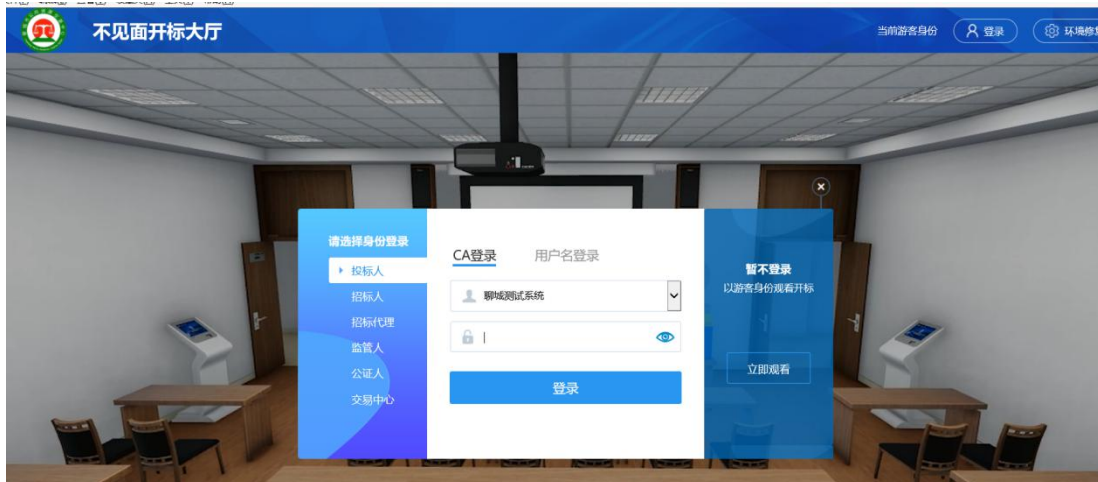 不见面开标大厅
当前游客身份
登录
环境修
请选择身份登录
投标人
招标人
招标代理
监管人
公证人
交易中心
CA登录
用户名登录
聊城测试系统
登录
暂不登录
以游客身份观看开标
立即观看